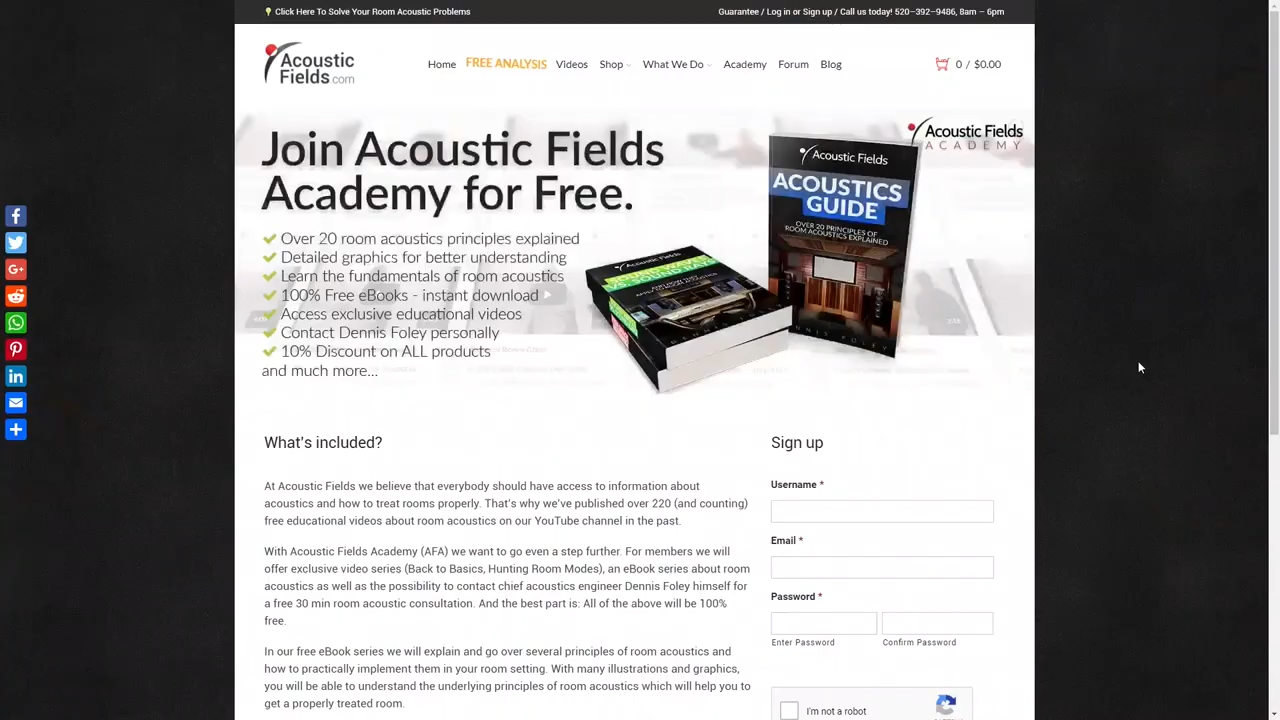 Click Here To Solve Your Room Acoustic Problems
Guarantee / Log in or Sign up / Call us today! 520–392–9486, 8am – 6pm
Acoustic
Fields.com
Home FREE ANALYSIS Videos Shop What We Do Academy Forum Blog
0 / $0.00
Join Acoustic Fields
Academy for Free.
Over 20 room acoustics principles explained
Detailed graphics for better understanding
Learn the fundamentals of room acoustics
100% Free eBooks - instant download
Access exclusive educational videos
Contact Dennis Foley personally
10% Discount on ALL products
and much more...
Acoustic Fields
ACADEMY
Acoustic Fields
ACOUSTICS
GUIDE
OVER 20 PRINCIPLES OF
ROOM ACOUSTICS EXPLAINED
Acoustic Fields
What's included?
At Acoustic Fields we believe that everybody should have access to information about
acoustics and how to treat rooms properly. That's why we've published over 220 (and counting)
free educational videos about room acoustics on our YouTube channel in the past.
With Acoustic Fields Academy (AFA) we want to go even a step further. For members we will
offer exclusive video series (Back to Basics, Hunting Room Modes), an eBook series about room
acoustics as well as the possibility to contact chief acoustics engineer Dennis Foley himself for
a free 30 min room acoustic consultation. And the best part is: All of the above will be 100%
free.
In our free eBook series we will explain and go over several principles of room acoustics and
how to practically implement them in your room setting. With many illustrations and graphics,
you will be able to understand the underlying principles of room acoustics which will help you to
get a properly treated room.
Sign up
Username *
Email *
Password *
Enter Password
Confirm Password
I'm not a robot